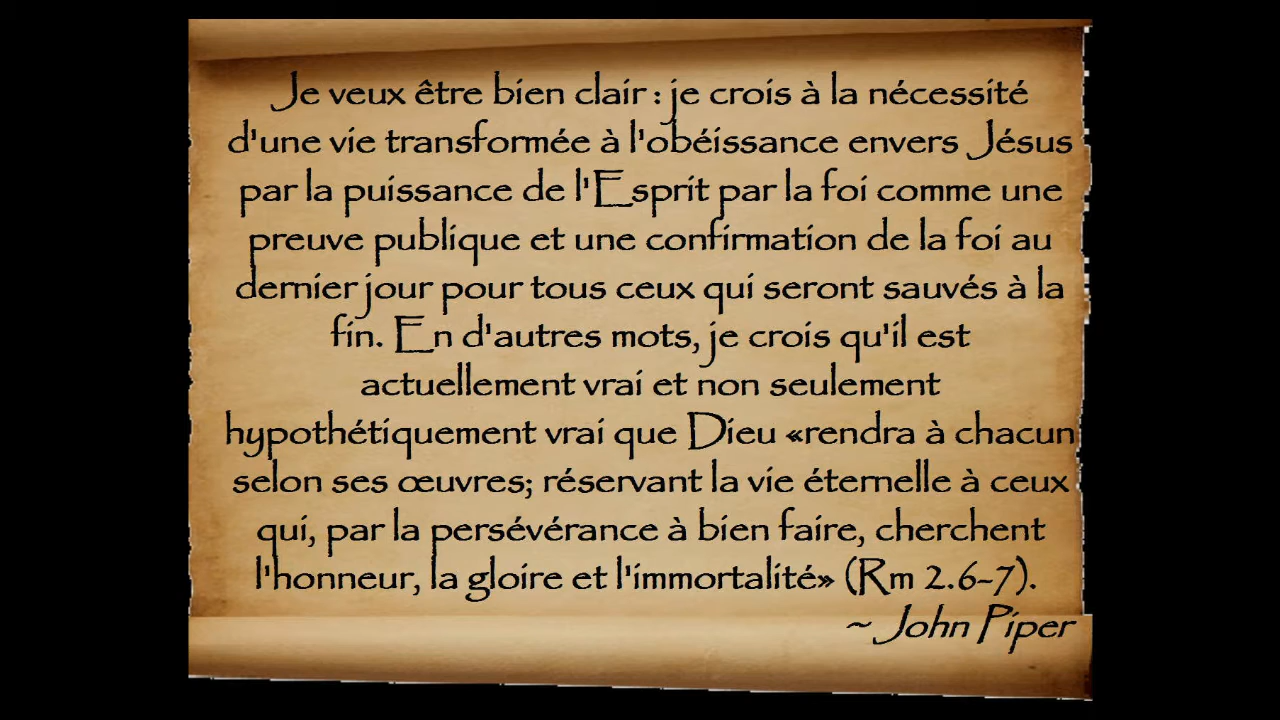 Je veux être bien clair : je crois à la nécessité
d'une vie transformée à l'obéissance envers Jésus
par la puissance de l'Esprit par la foi comme une
preuve publique et une confirmation de la foi au
dernier jour pour tous ceux qui seront sauvés à la
fin. En d'autres mots, je crois qu'il est
actuellement vrai et non seulement
hypothétiquement vrai que Dieu «rendra à chacun
selon ses œuvres; réservant la vie éternelle à ceux
qui, par la persévérance à bien faire, cherchent
l'honneur, la gloire et l'immortalité» (Rm 2.6-7).
~ John Piper